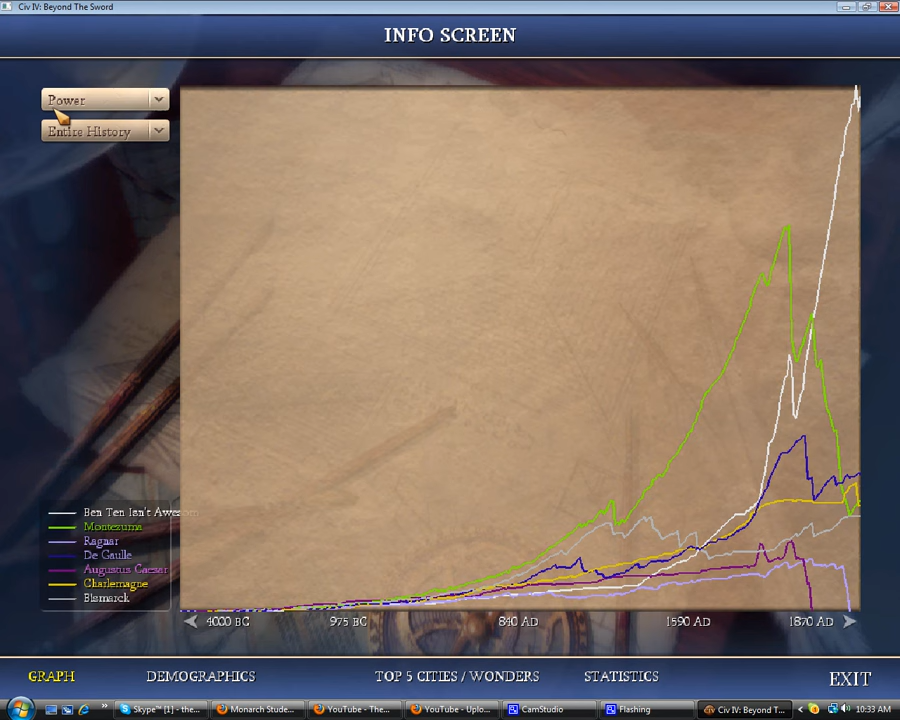 Civ IV: Beyond The Sword
INFO SCREEN
Power
Entire History
Ben Ten Isn't Awesom
Montezuma
Ragnar
De Gaulle
Augustus Caesar
Charlemagne
Bismarck
4000 BC 975 BC 840 AD 1590 AD 1870 AD
GRAPH DEMOGRAPHICS TOP 5 CITIES / WONDERS STATISTICS EXIT
Skype™ [1] - the... Monarch Stude... YouTube - The... YouTube - Uplo... CamStudio Flashing Civ IV: Beyond T... 10:33 AM